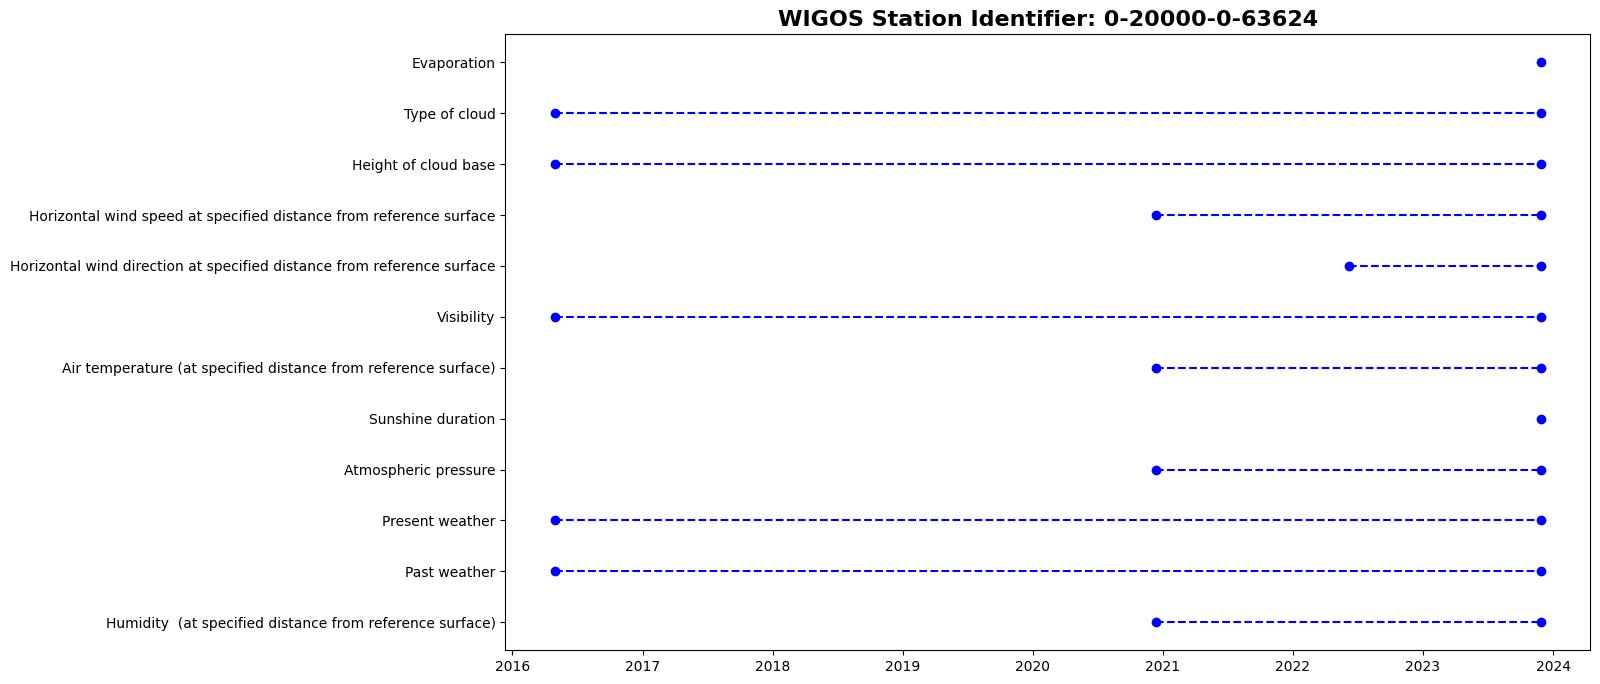 WIGOS Station Identifier: 0-20000-0-63624
Evaporation
Type of cloud
Height of cloud base
Horizontal wind speed at specified distance from reference surface
Horizontal wind direction at specified distance from reference surface
Visibility
Air temperature (at specified distance from reference surface)
Sunshine duration
Atmospheric pressure
Present weather
Past weather
Humidity  (at specified distance from reference surface)
2016 2017 2018 2019 2020 2021 2022 2023 2024